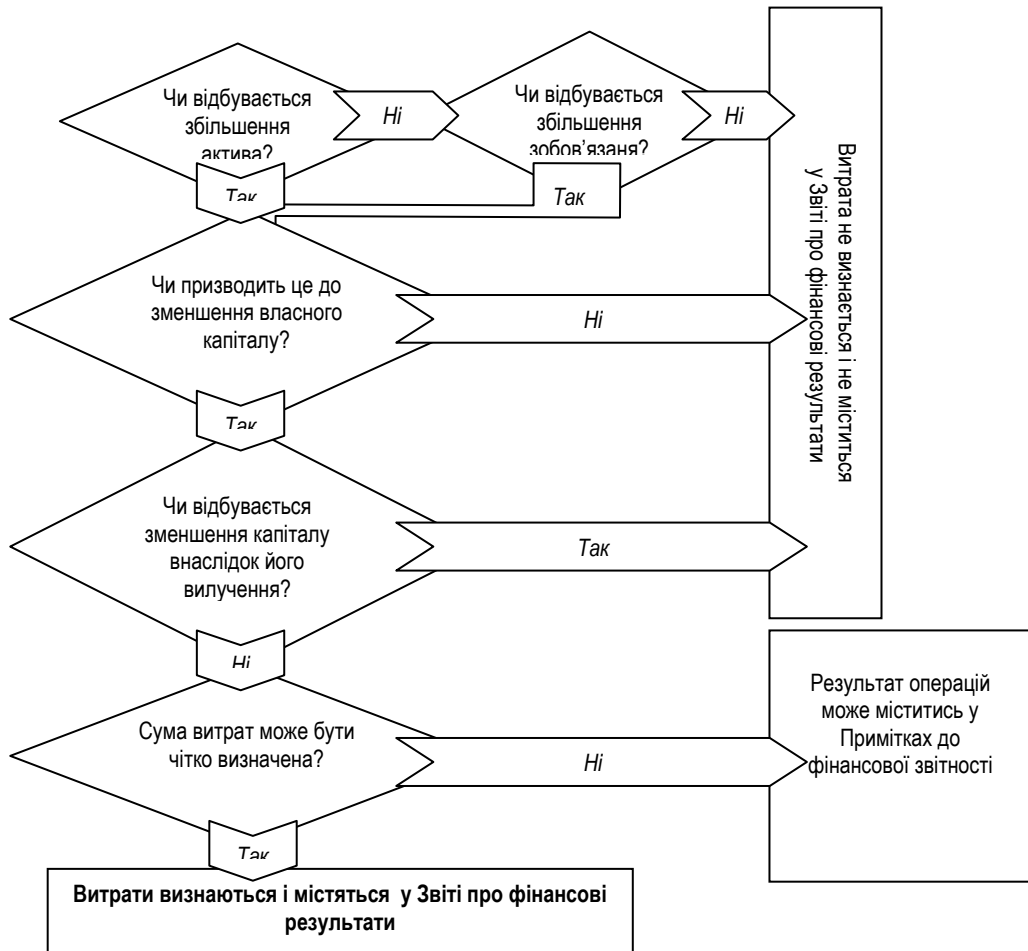 Чи відбувається
збільшення
актива?
Ні
Чи відбувається
збільшення
зобов’язаня?
Ні
Так
Так
Чи призводить це до
зменшення власного
капіталу?
Ні
Так
Чи відбувається
зменшення капіталу
внаслідок його
вилучення?
Так
Ні
Витрата не визнається і не міститься
у Звіті про фінансові результати
Сума витрат може бути
чітко визначена?
Ні
Результат операцій
може міститись у
Примітках до
фінансової звітності
Так
Витрати визнаються і містяться у Звіті про фінансові
результати